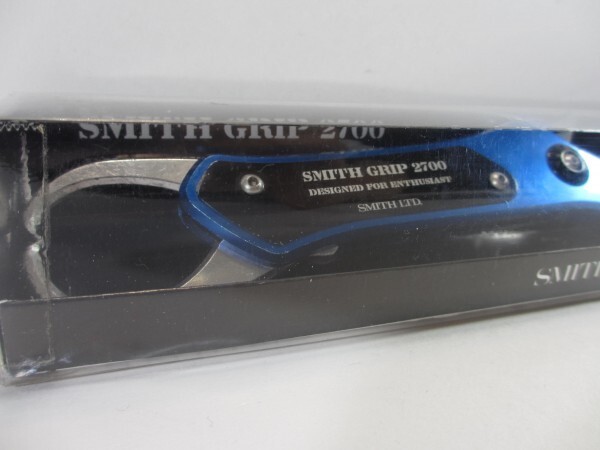 SMITH GRIP 2700
SMITH GRIP 2700
DESIGNED FOR ENTHUSIAST
SMITH LTD.
SMITH